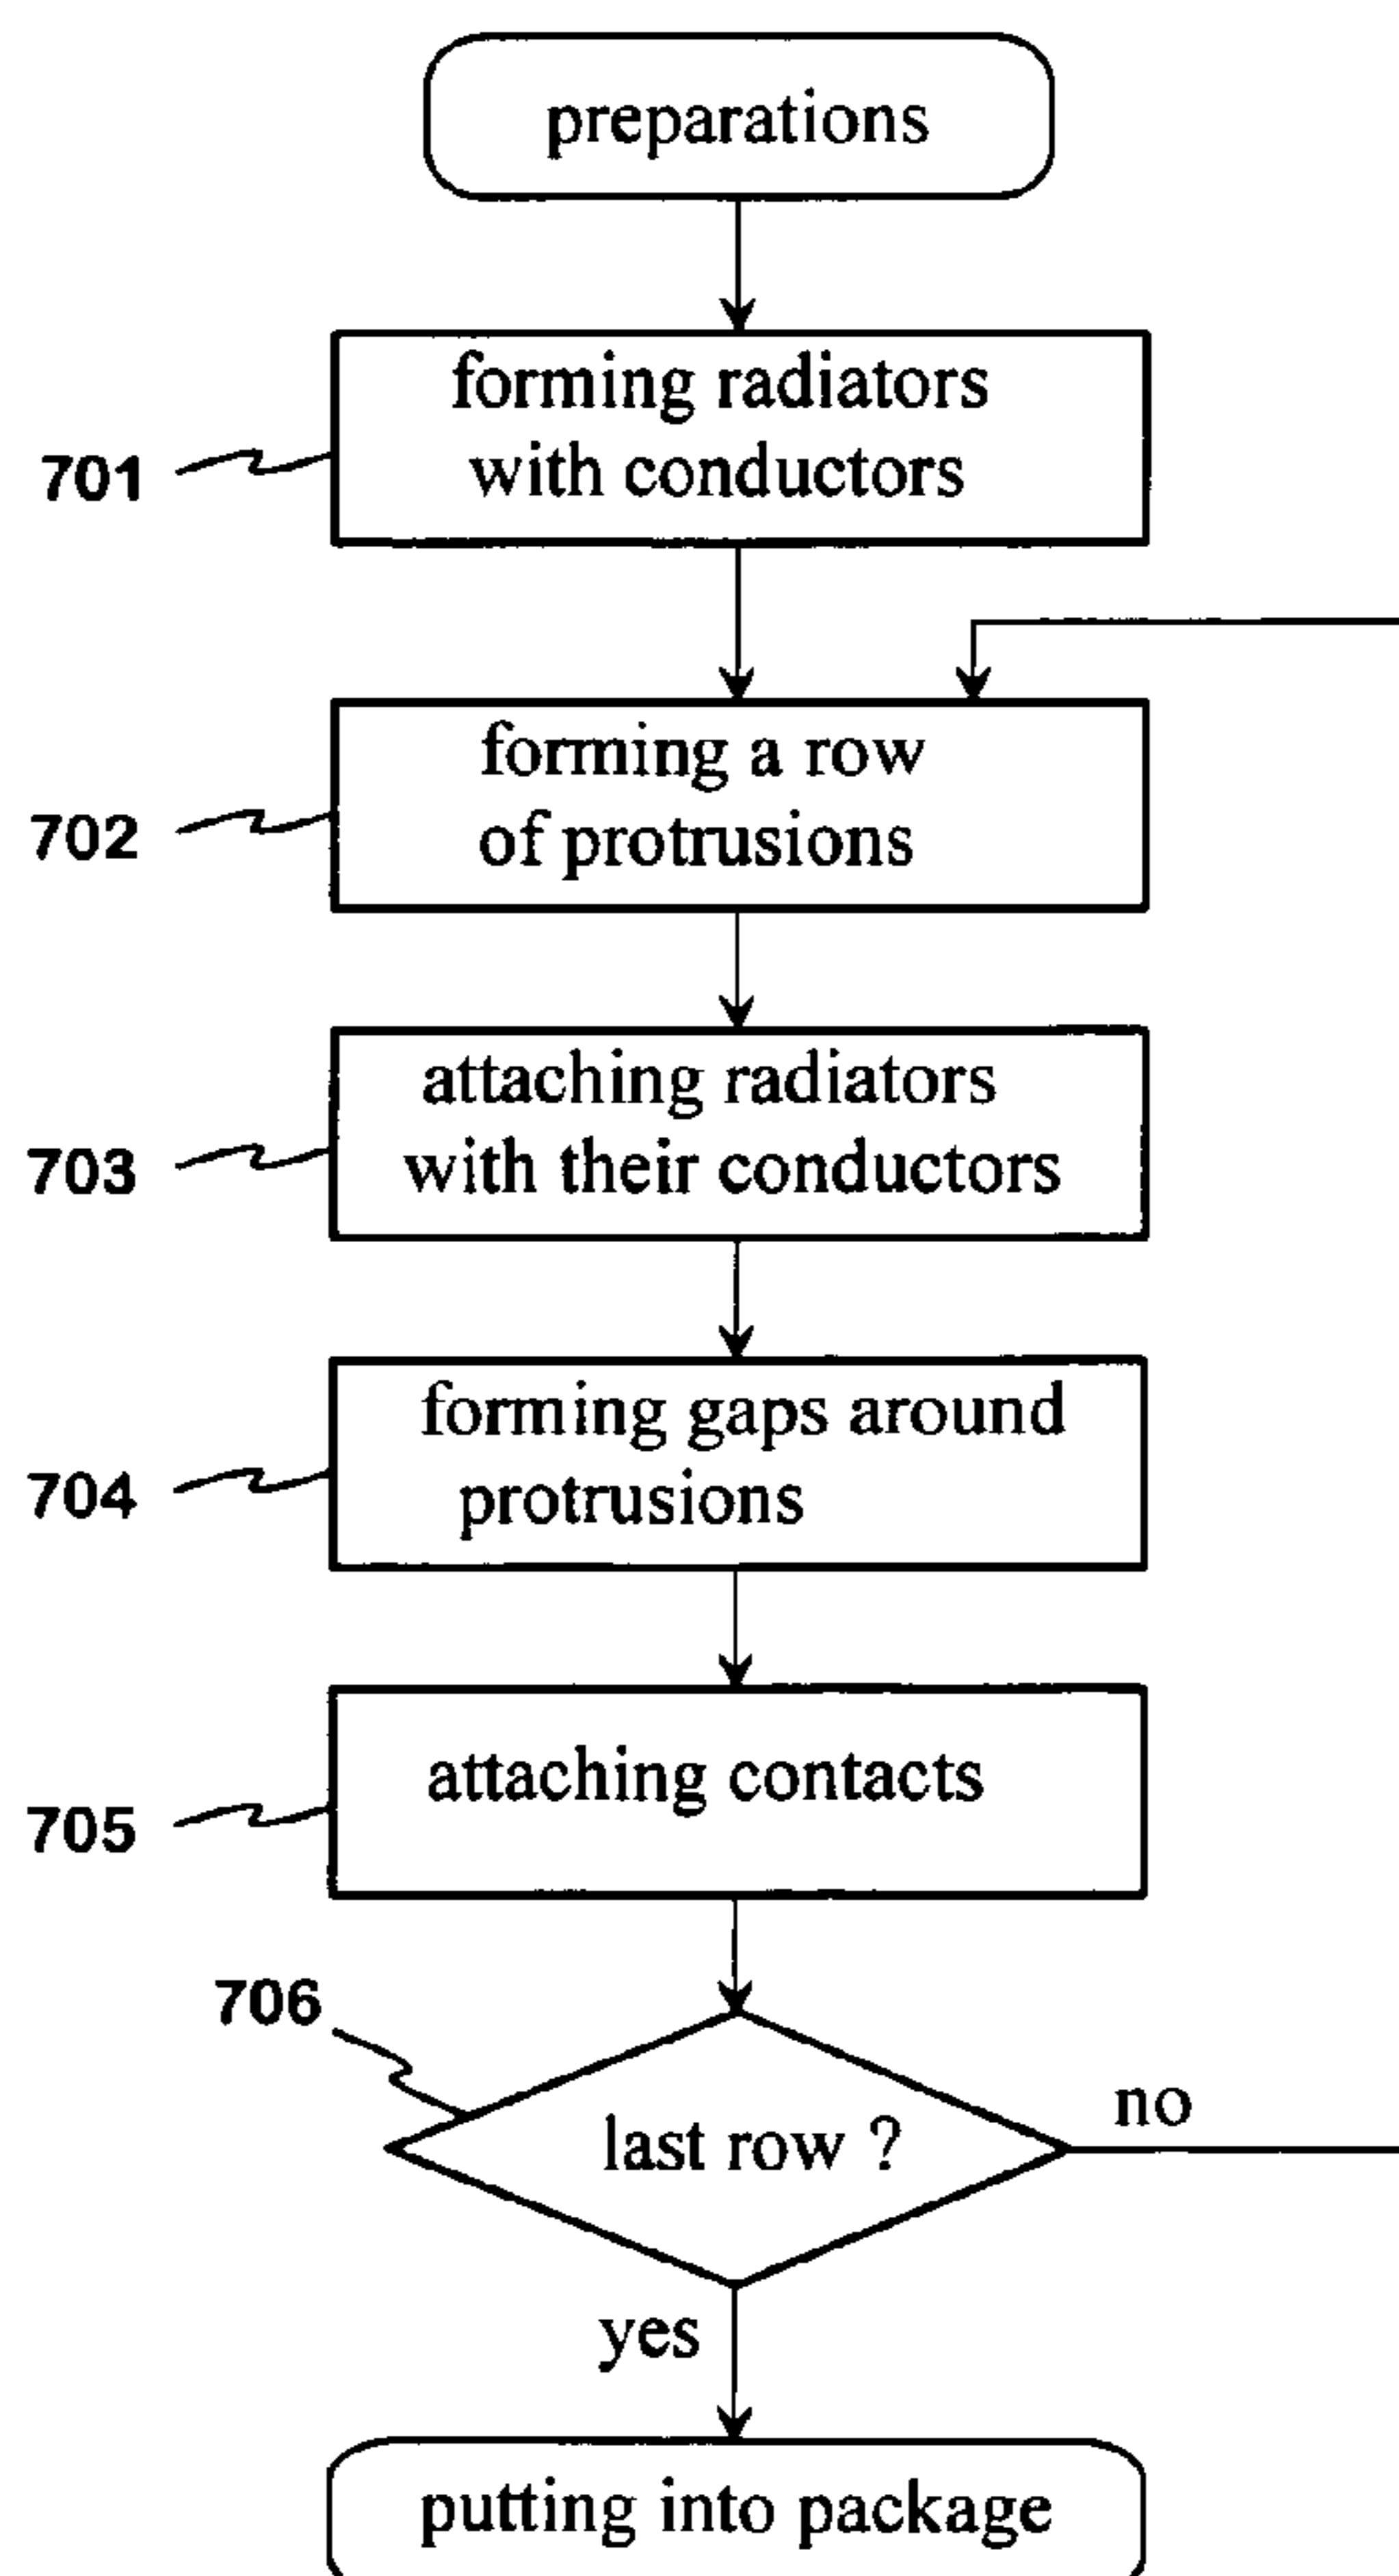 preparations
701
forming radiators
with conductors
702
forming a row
of protrusions
703
attaching radiators
with their conductors
704
forming gaps around
protrusions
705
attaching contacts
706
last row ?
no
yes
putting into package